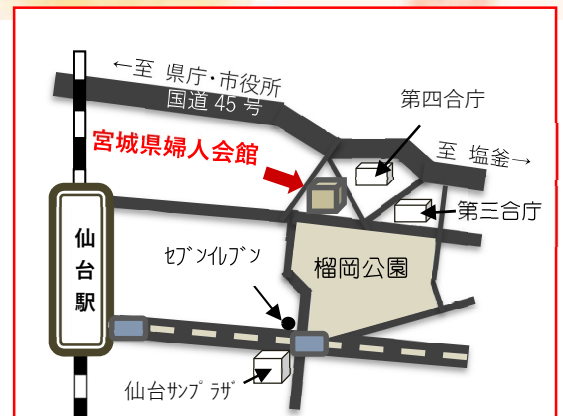 ←至 県庁・市役所
国道 45 号
第四合庁
宮城県婦人会館
至 塩釜→
第三合庁
仙台駅
セブンイレブン
榴岡公園
仙台サンプラザ